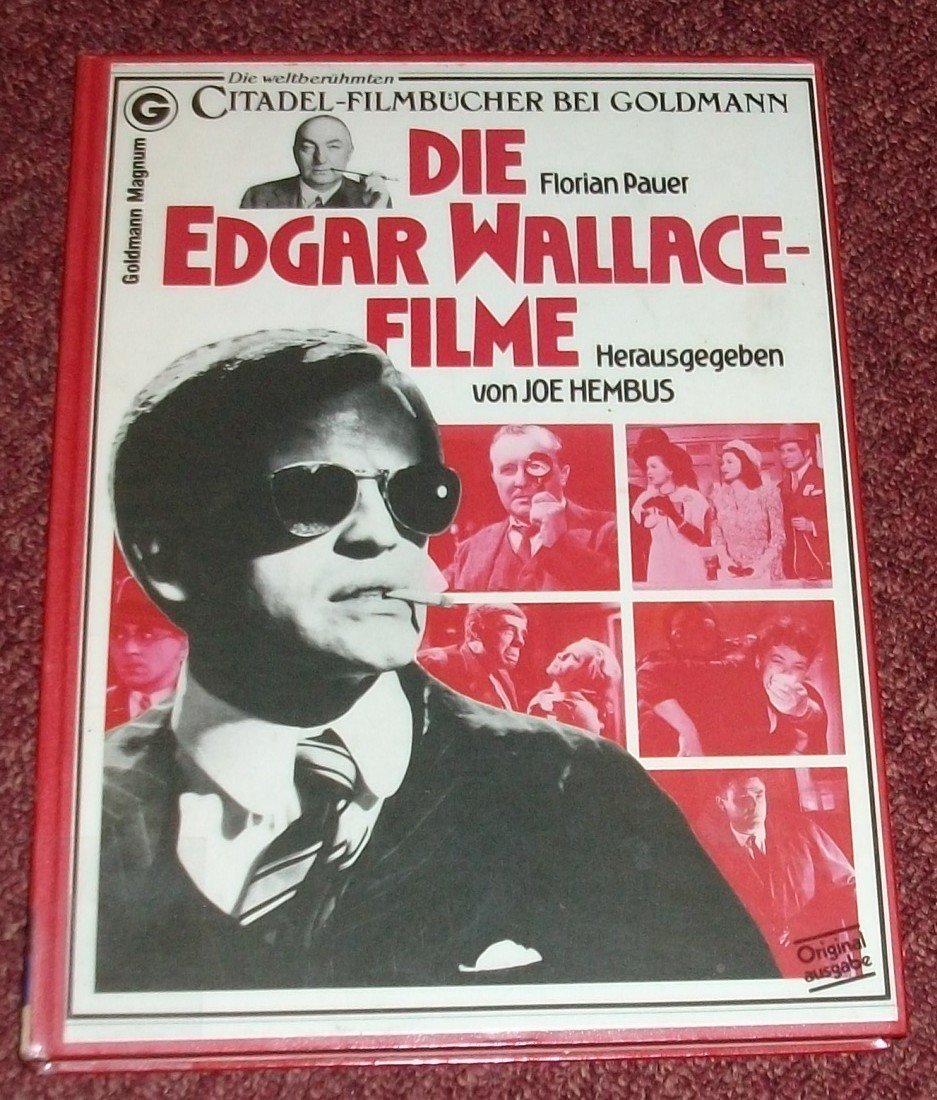 Die weltberühmten
CITADEL-FILMBÜCHER BEI GOLDMANN
G
Goldmann Magnum
DIE
Florian Pauer
EDGAR WALLACE-
FILME
Herausgegeben
von JOE HEMBUS
Original
ausgabe